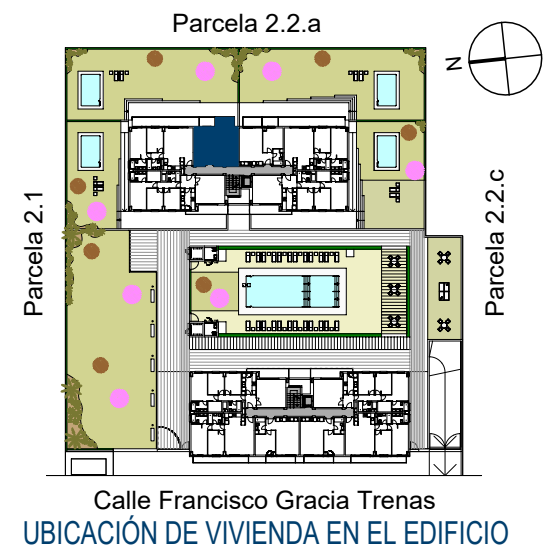 Parcela 2.2.a
N
Parcela 2.1
Parcela 2.2.c
Calle Francisco Gracia Trenas
UBICACIÓN DE VIVIENDA EN EL EDIFICIO